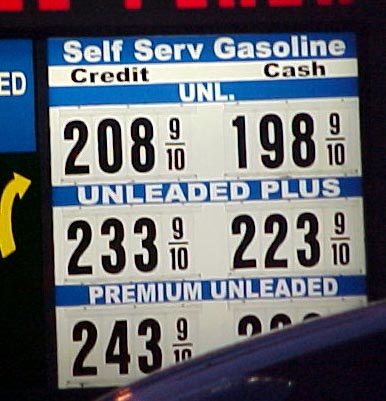 ED
Self Serv Gasoline
Credit Cash
UNL.
208 9/10 198 9/10
UNLEADED PLUS
233 9/10 223 9/10
PREMIUM UNLEADED
243 9/10